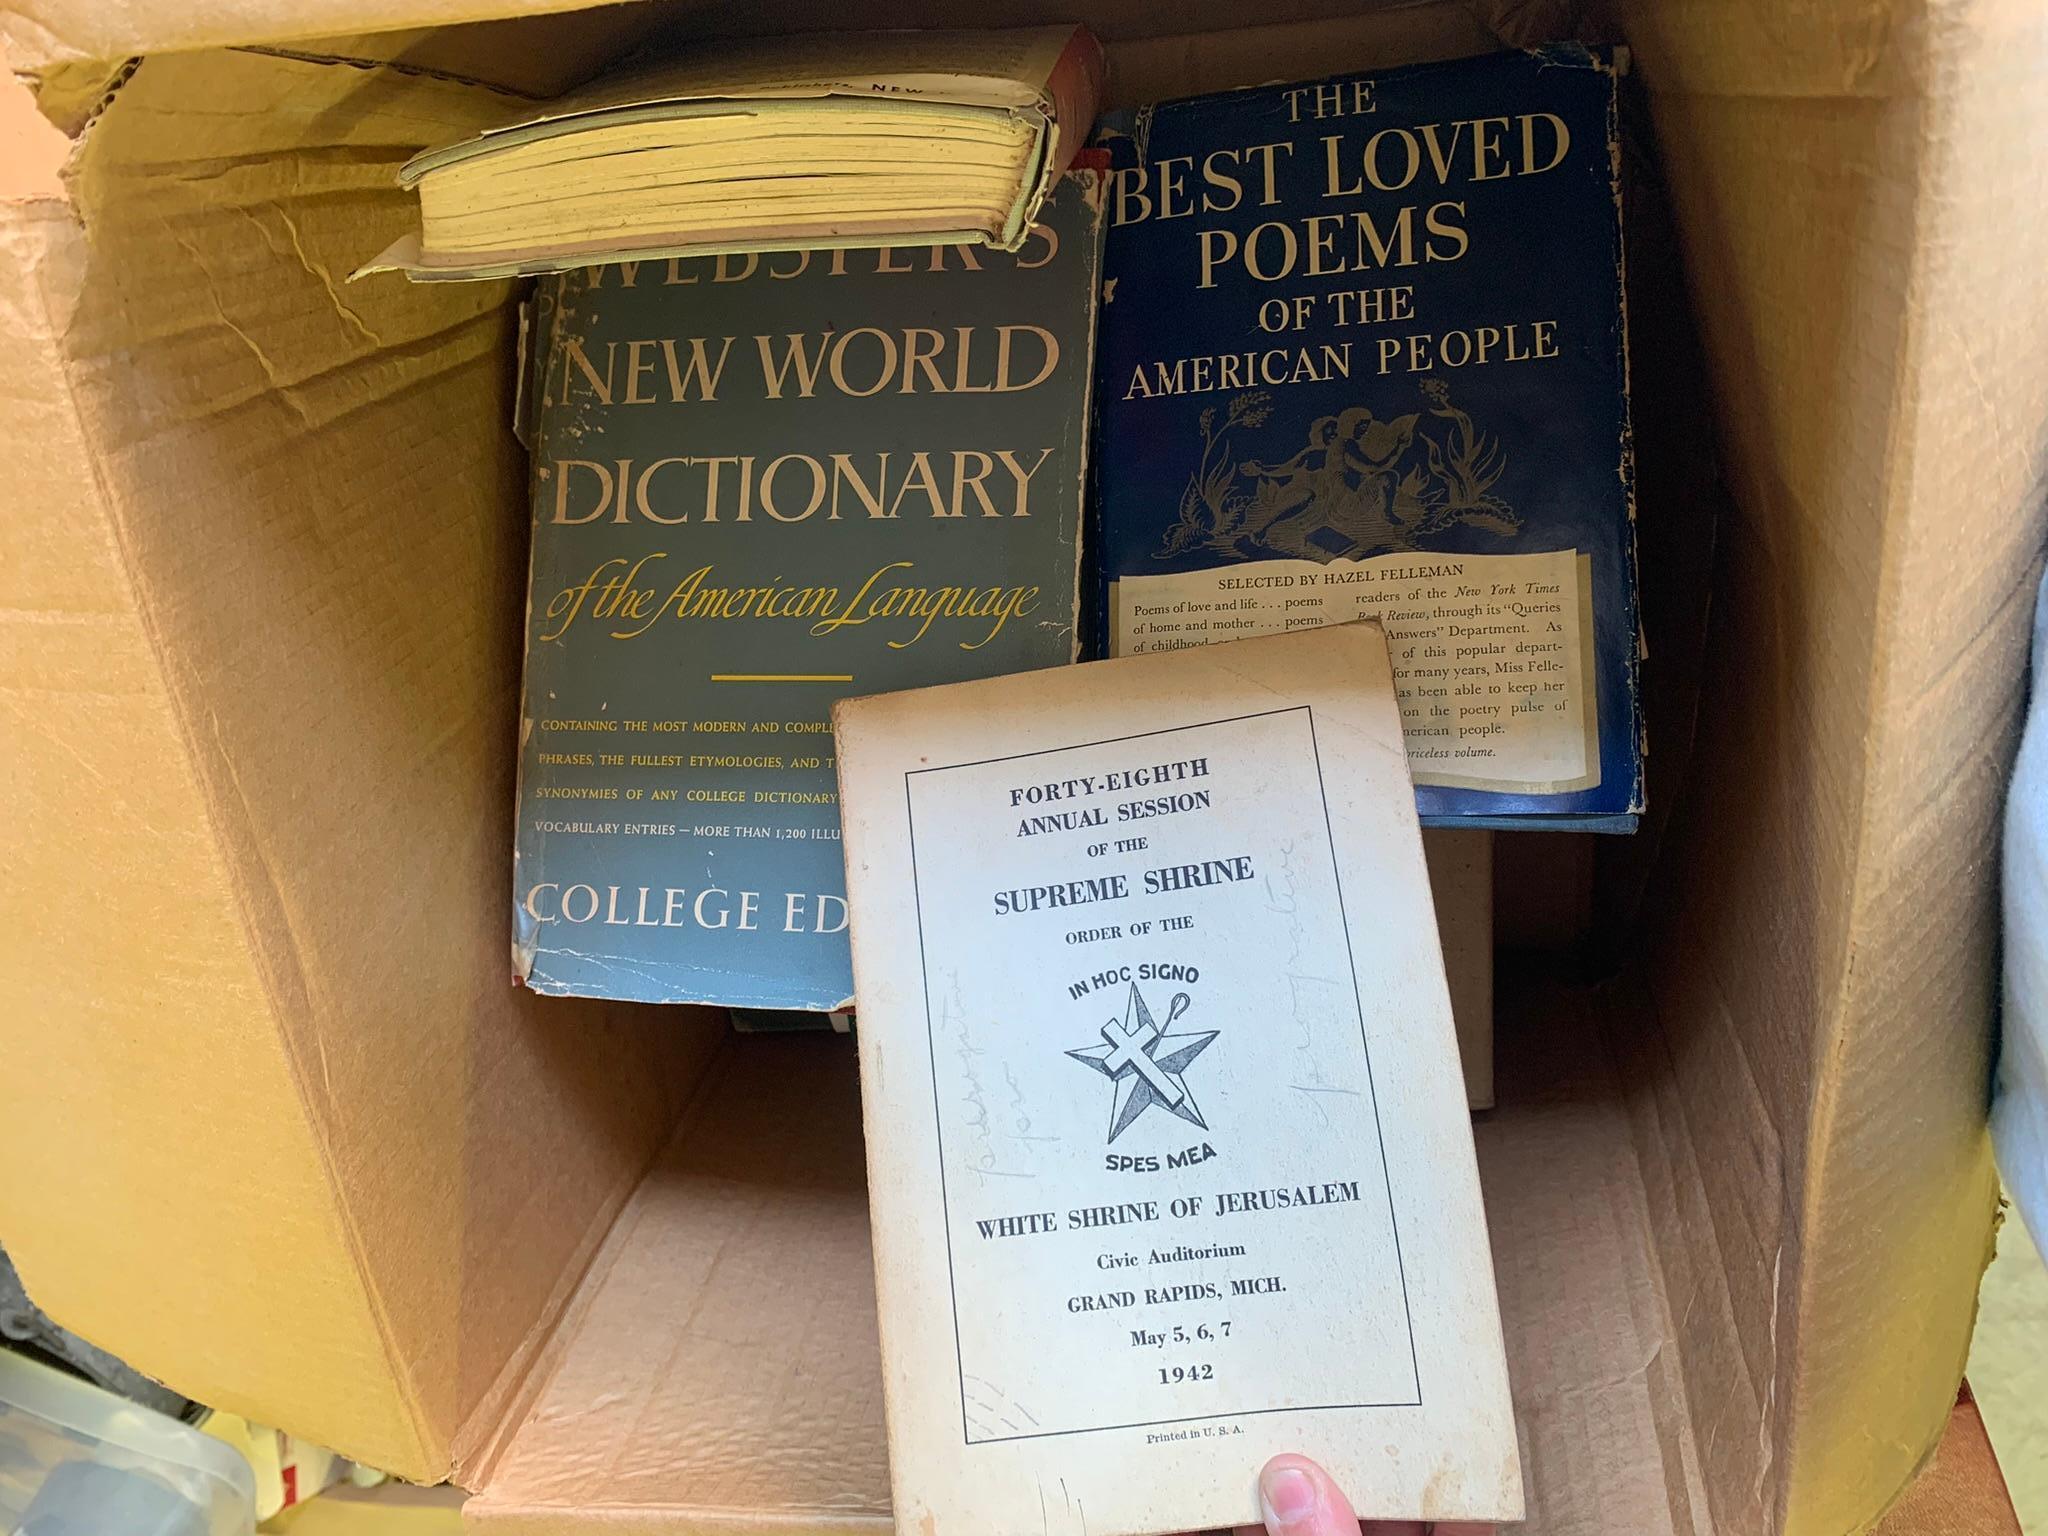 Publishers, NEW
WEBSTER'S
NEW WORLD
DICTIONARY
of the American Language
CONTAINING THE MOST MODERN AND COMPLE
PHRASES, THE FULLEST ETYMOLOGIES, AND T
SYNONYMIES OF ANY COLLEGE DICTIONARY
VOCABULARY ENTRIES — MORE THAN 1,200 ILLU
COLLEGE ED
THE
BEST LOVED
POEMS
OF THE
AMERICAN PEOPLE
SELECTED BY HAZEL FELLEMAN
Poems of love and life . . . poems
of home and mother . . . poems
of childhood
readers of the New York Times
Book Review, through its "Queries
Answers" Department. As
of this popular depart-
for many years, Miss Felle-
as been able to keep her
on the poetry pulse of
merican people.
priceless volume.
FORTY-EIGHTH
ANNUAL SESSION
OF THE
SUPREME SHRINE
ORDER OF THE
IN HOC SIGNO
SPES MEA
WHITE SHRINE OF JERUSALEM
Civic Auditorium
GRAND RAPIDS, MICH.
May 5, 6, 7
1942
Printed in U. S. A.
prerogative